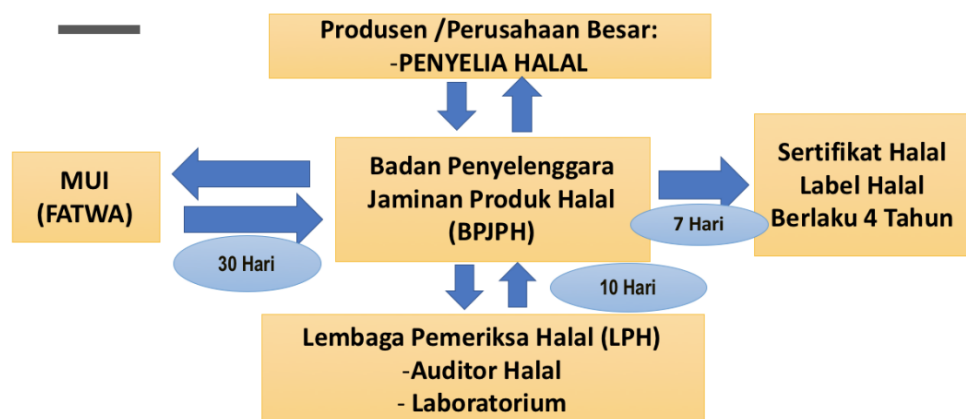 Produsen /Perusahaan Besar:
-PENYELIA HALAL
MUI
(FATWA)
30 Hari
Badan Penyelenggara
Jaminan Produk Halal
(BPJPH)
7 Hari
Sertifikat Halal
Label Halal
Berlaku 4 Tahun
10 Hari
Lembaga Pemeriksa Halal (LPH)
-Auditor Halal
- Laboratorium